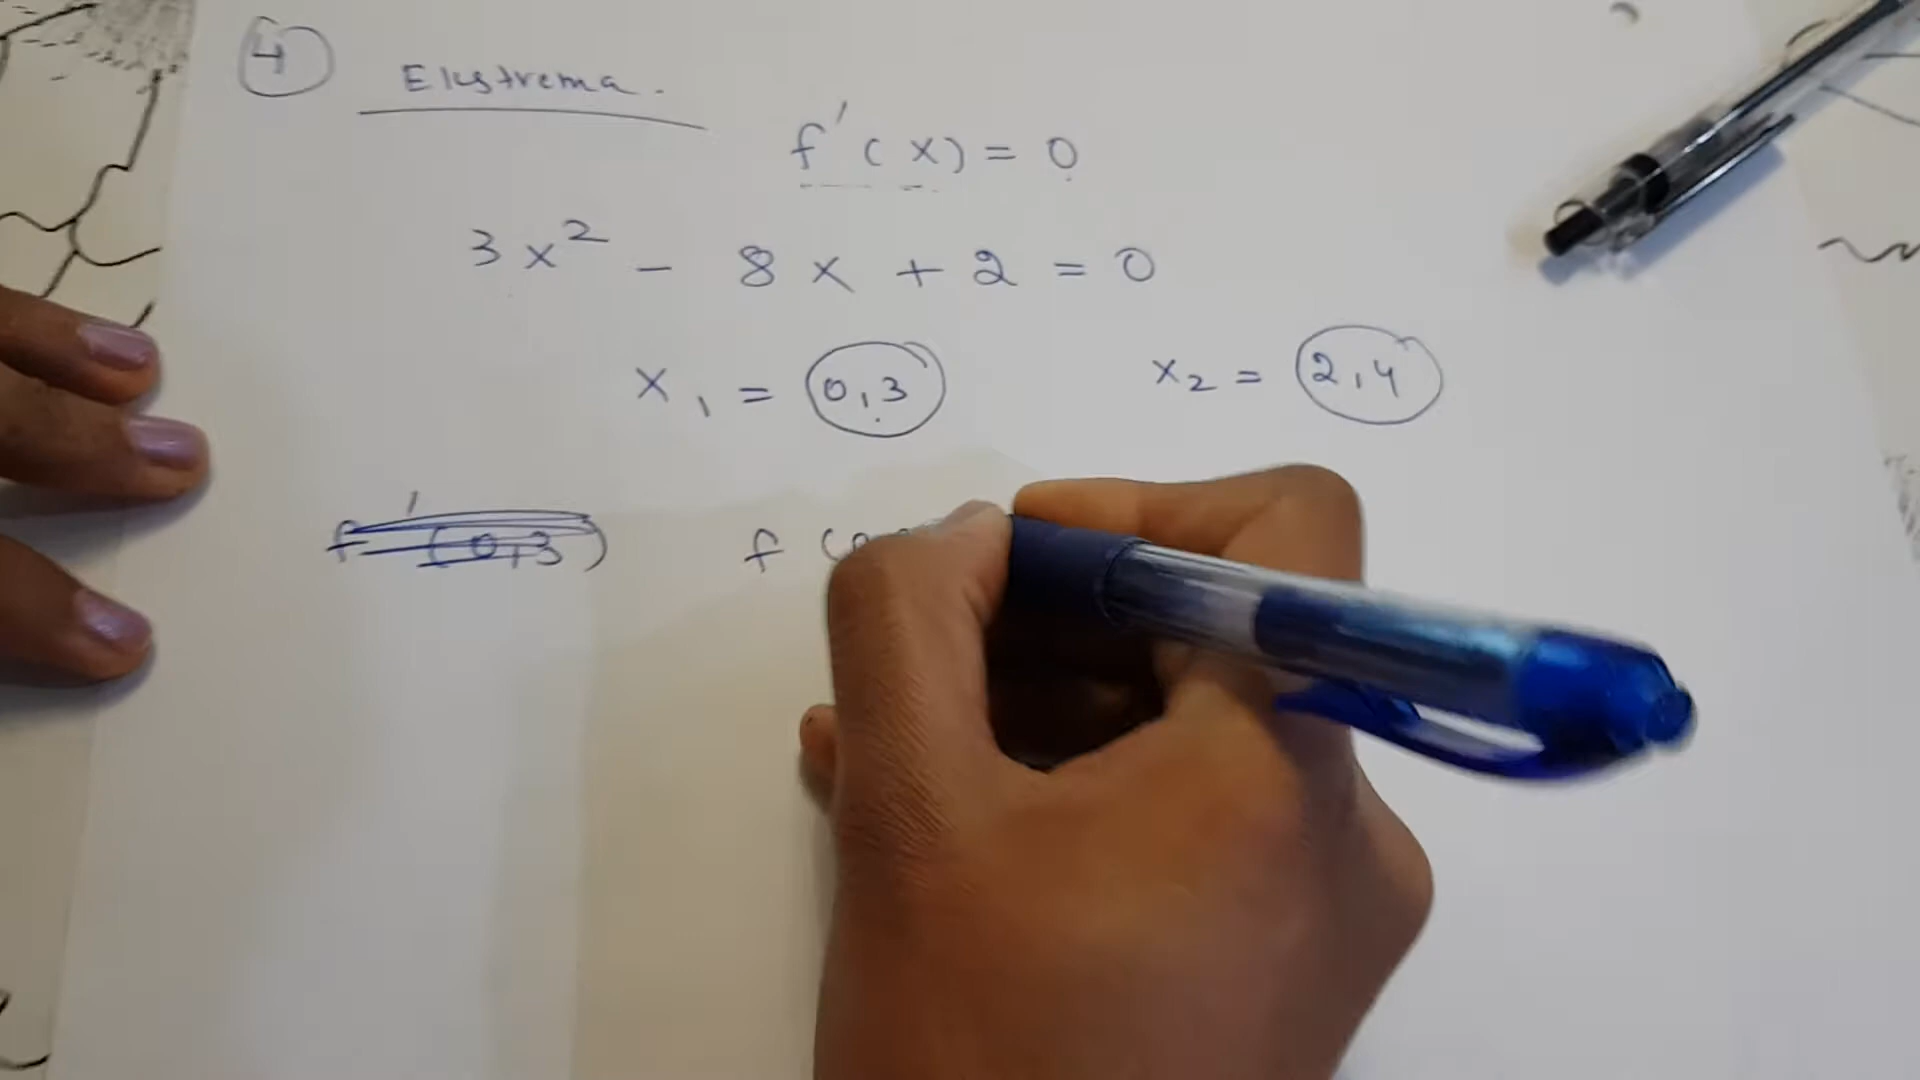 4 Ekstrema.
f'(x) = 0
3x² - 8x + 2 = 0
x₁ = 0,3 x₂ = 2,4
f'(0,3) f (